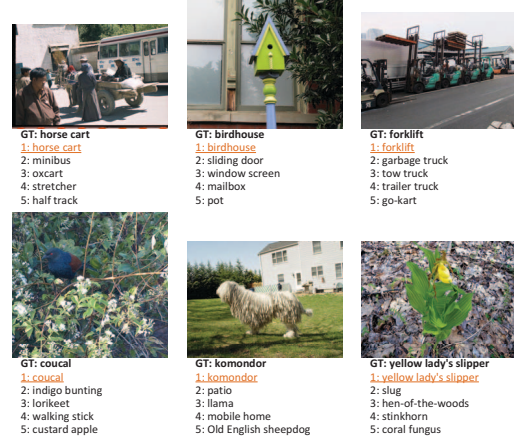 GT: horse cart
1: horse cart
2: minibus
3: oxcart
4: stretcher
5: half track
GT: birdhouse
1: birdhouse
2: sliding door
3: window screen
4: mailbox
5: pot
GT: forklift
1: forklift
2: garbage truck
3: tow truck
4: trailer truck
5: go-kart
GT: coucal
1: coucal
2: indigo bunting
3: lorikeet
4: walking stick
5: custard apple
GT: komondor
1: komondor
2: patio
3: llama
4: mobile home
5: Old English sheepdog
GT: yellow lady's slipper
1: yellow lady's slipper
2: slug
3: hen-of-the-woods
4: stinkhorn
5: coral fungus